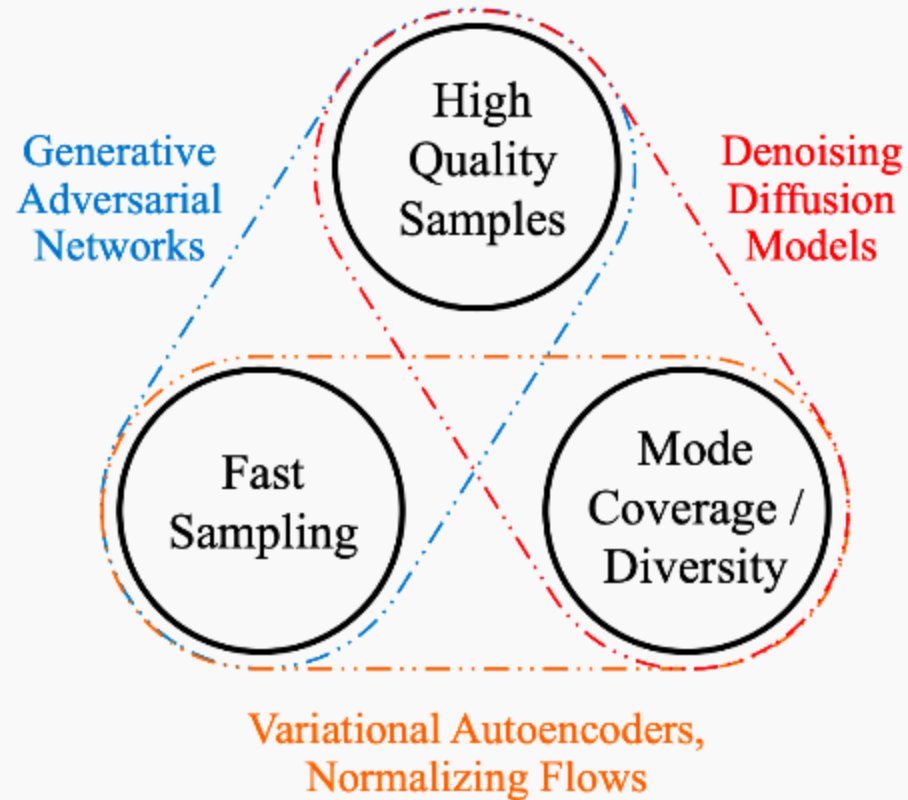 High
Quality
Samples
Generative
Adversarial
Networks
Denoising
Diffusion
Models
Fast
Sampling
Mode
Coverage /
Diversity
Variational Autoencoders,
Normalizing Flows